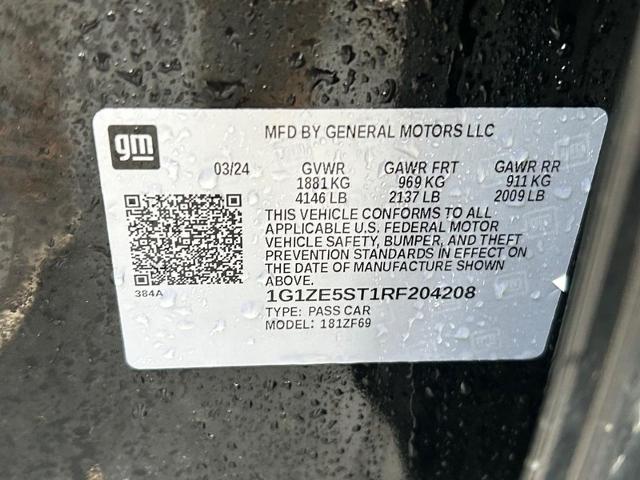 gm
MFD BY GENERAL MOTORS LLC
03/24 GVWR GAWR FRT GAWR RR
1881 KG 969 KG 911 KG
4146 LB 2137 LB 2009 LB
THIS VEHICLE CONFORMS TO ALL
APPLICABLE U.S. FEDERAL MOTOR
VEHICLE SAFETY, BUMPER, AND THEFT
PREVENTION STANDARDS IN EFFECT ON
THE DATE OF MANUFACTURE SHOWN
ABOVE.
384A
1G1ZE5ST1RF204208
TYPE: PASS CAR
MODEL: 181ZF69